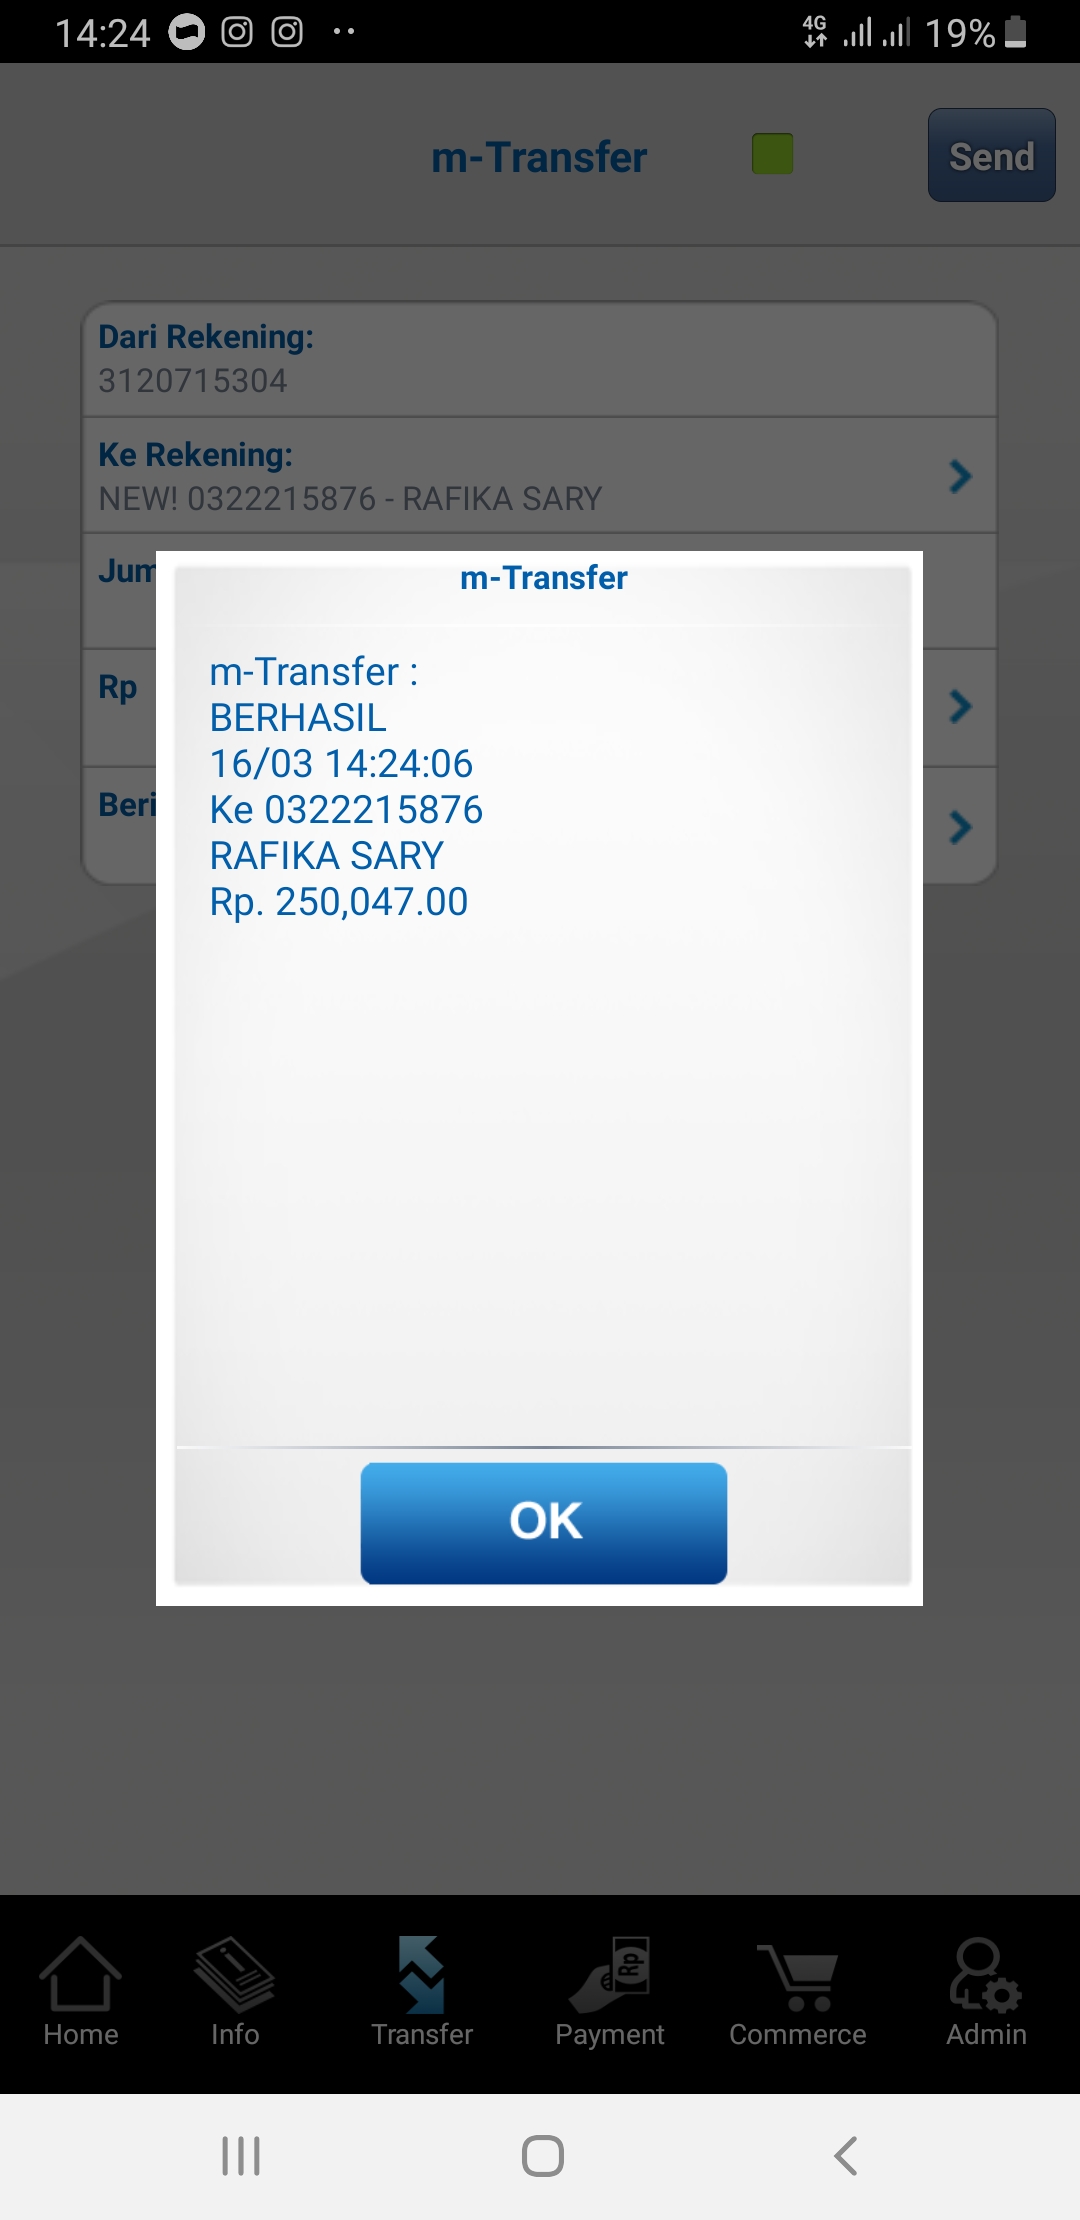 14:24
4G
19%
m-Transfer
Send
Dari Rekening:
3120715304
Ke Rekening:
NEW! 0322215876 - RAFIKA SARY
Jum
Rp
Beri
m-Transfer
m-Transfer :
BERHASIL
16/03 14:24:06
Ke 0322215876
RAFIKA SARY
Rp. 250,047.00
OK
Rp
Home
Info
Transfer
Payment
Commerce
Admin